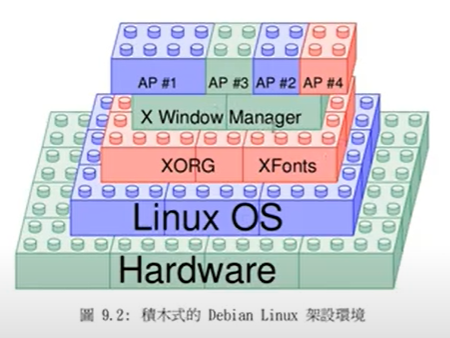 AP #1 AP #3 AP #2 AP #4
X Window Manager
XORG XFonts
Linux OS
Hardware
圖 9.2: 積木式的 Debian Linux 架設環境